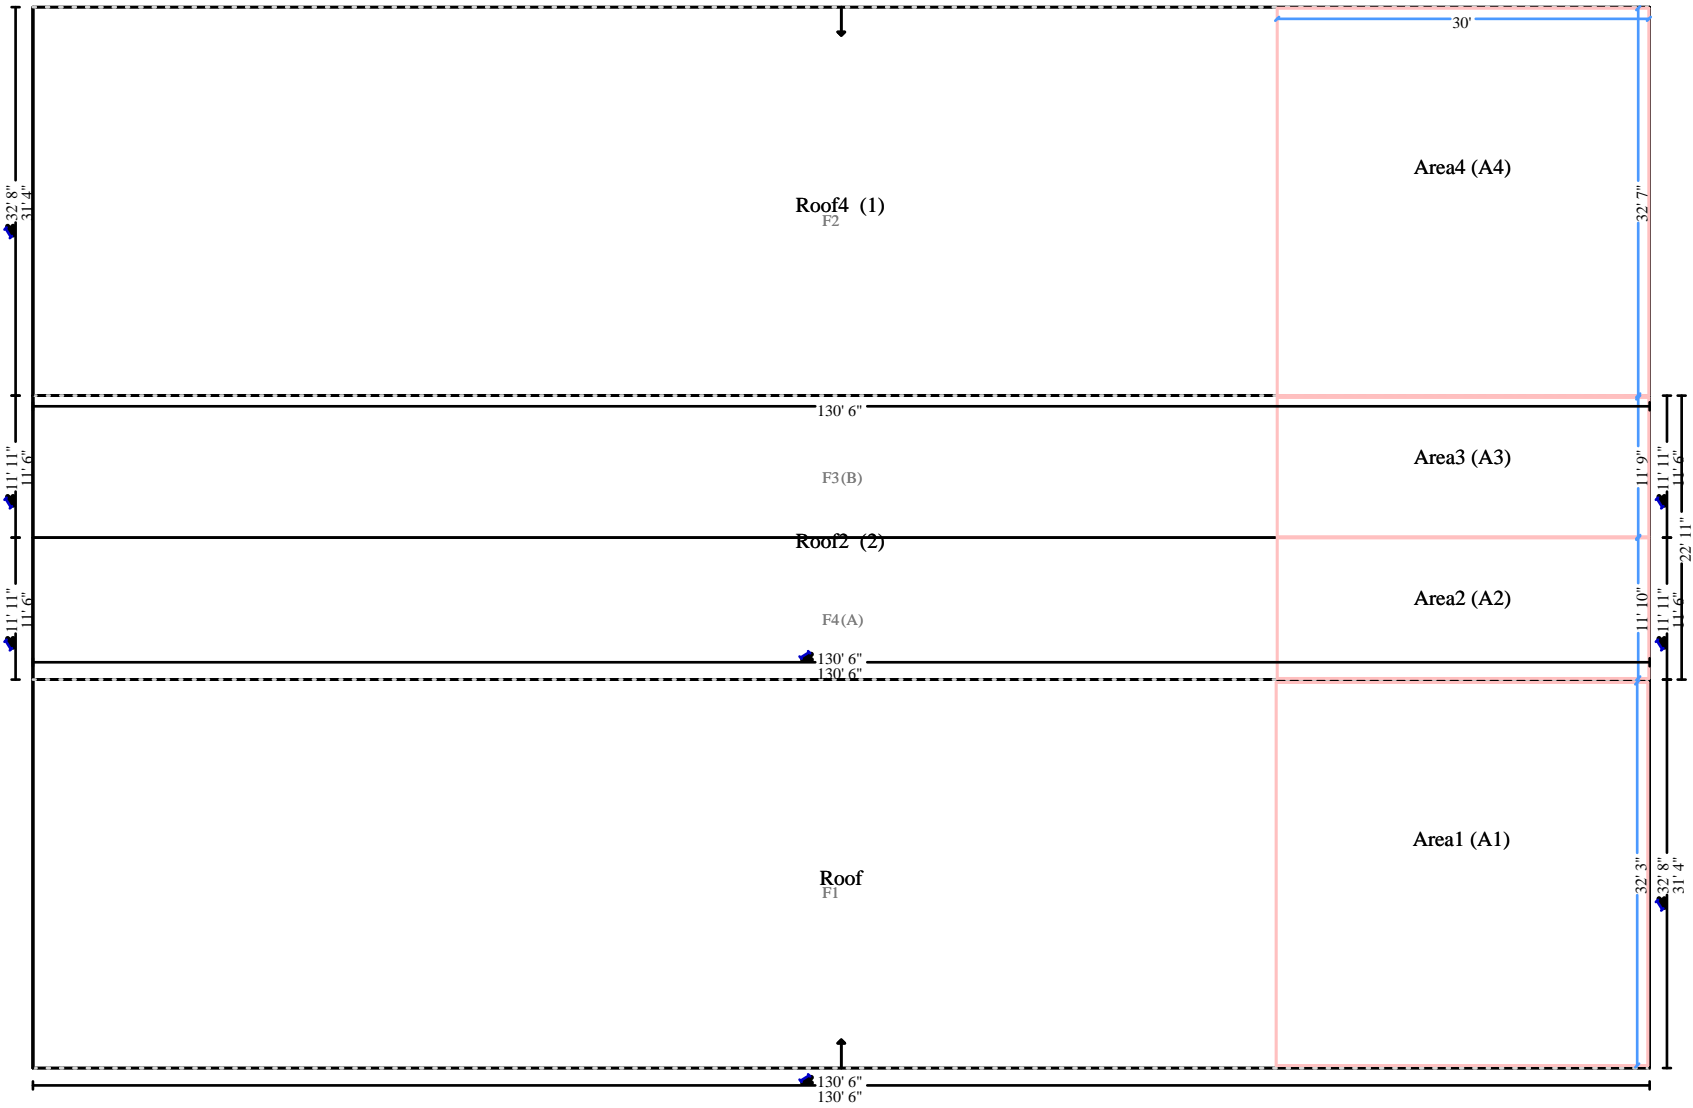 30'
Area4 (A4)
32' 8"
31' 4"
Roof4 (1)
F2
32' 7"
130' 6"
Area3 (A3)
11' 11"
11' 6"
F3(B)
11' 9"
11' 11"
11' 6"
Roof2 (2)
22' 11"
Area2 (A2)
11' 11"
11' 6"
F4(A)
11' 10"
11' 11"
11' 6"
130' 6"
130' 6"
Area1 (A1)
Roof
F1
32' 3"
32' 8"
31' 4"
130' 6"
130' 6"